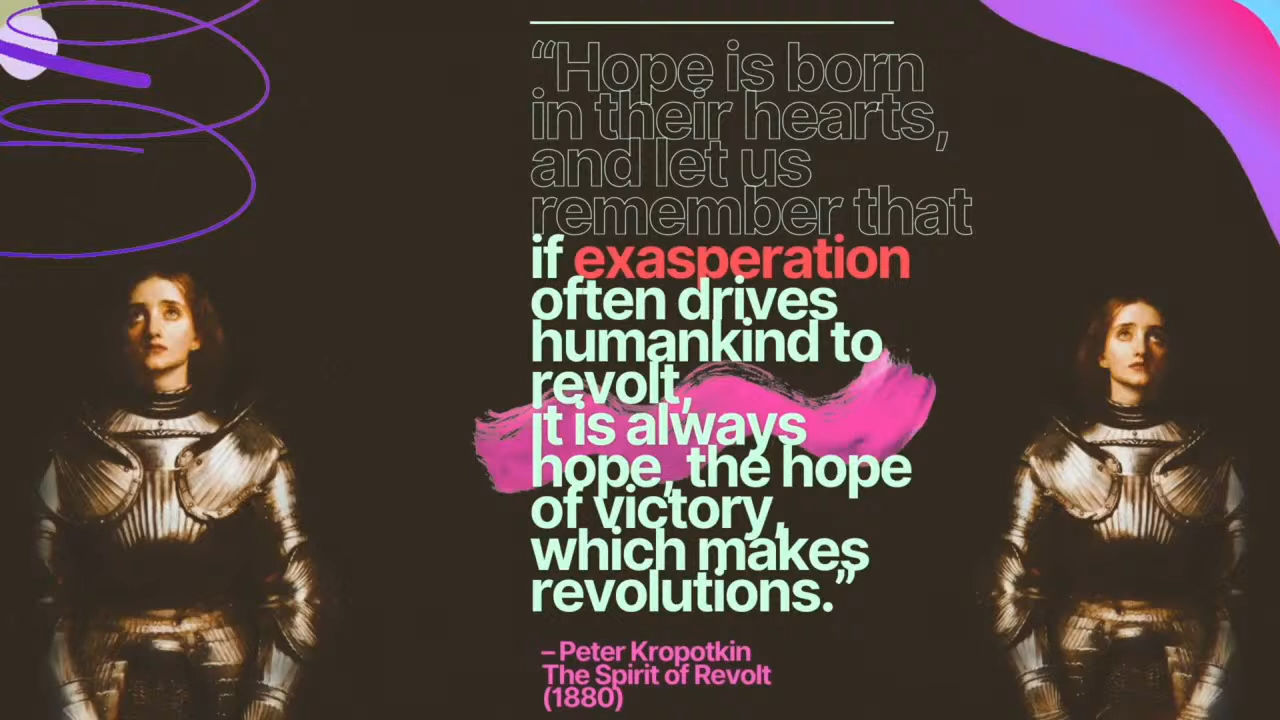 “Hope is born
in their hearts,
and let us
remember that
if exasperation
often drives
humankind to
revolt,
it is always
hope, the hope
of victory,
which makes
revolutions.”
– Peter Kropotkin
The Spirit of Revolt
(1880)